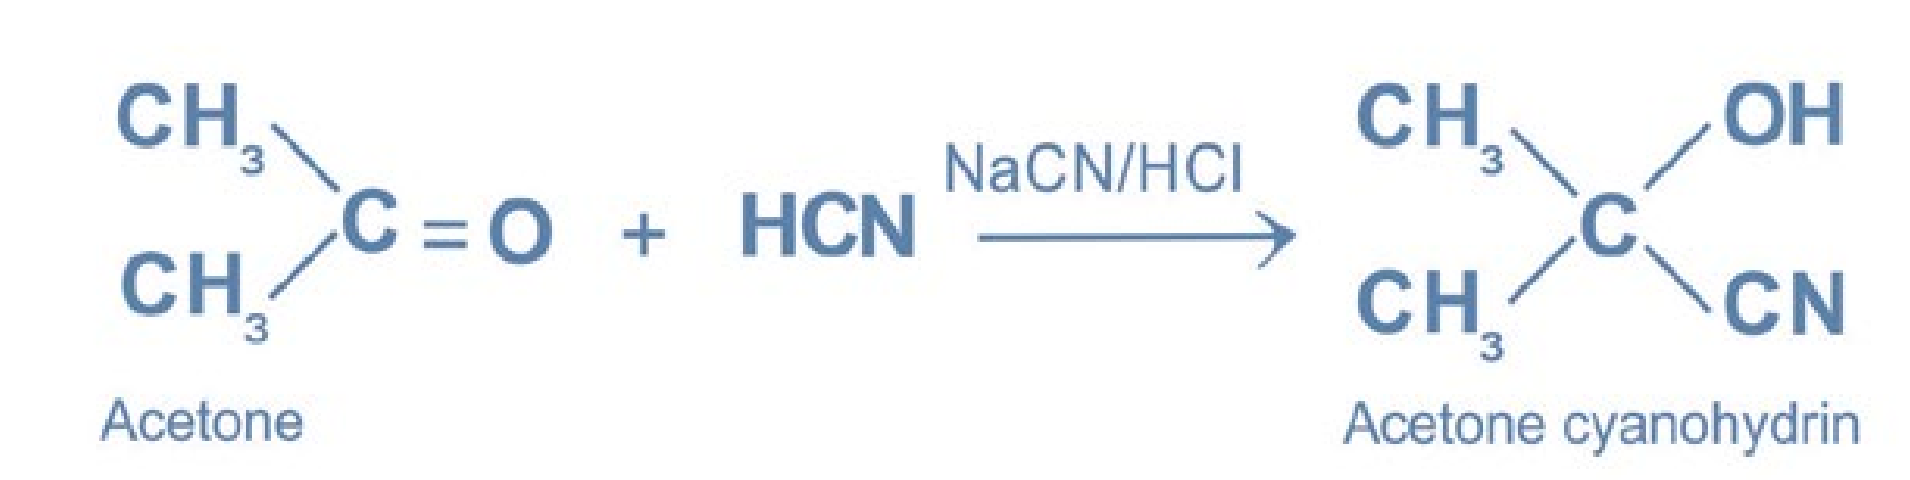 NaCN/HCl
CH3 CH3 OH
C=O + HCN C
CH3 CH3 CN
Acetone Acetone cyanohydrin